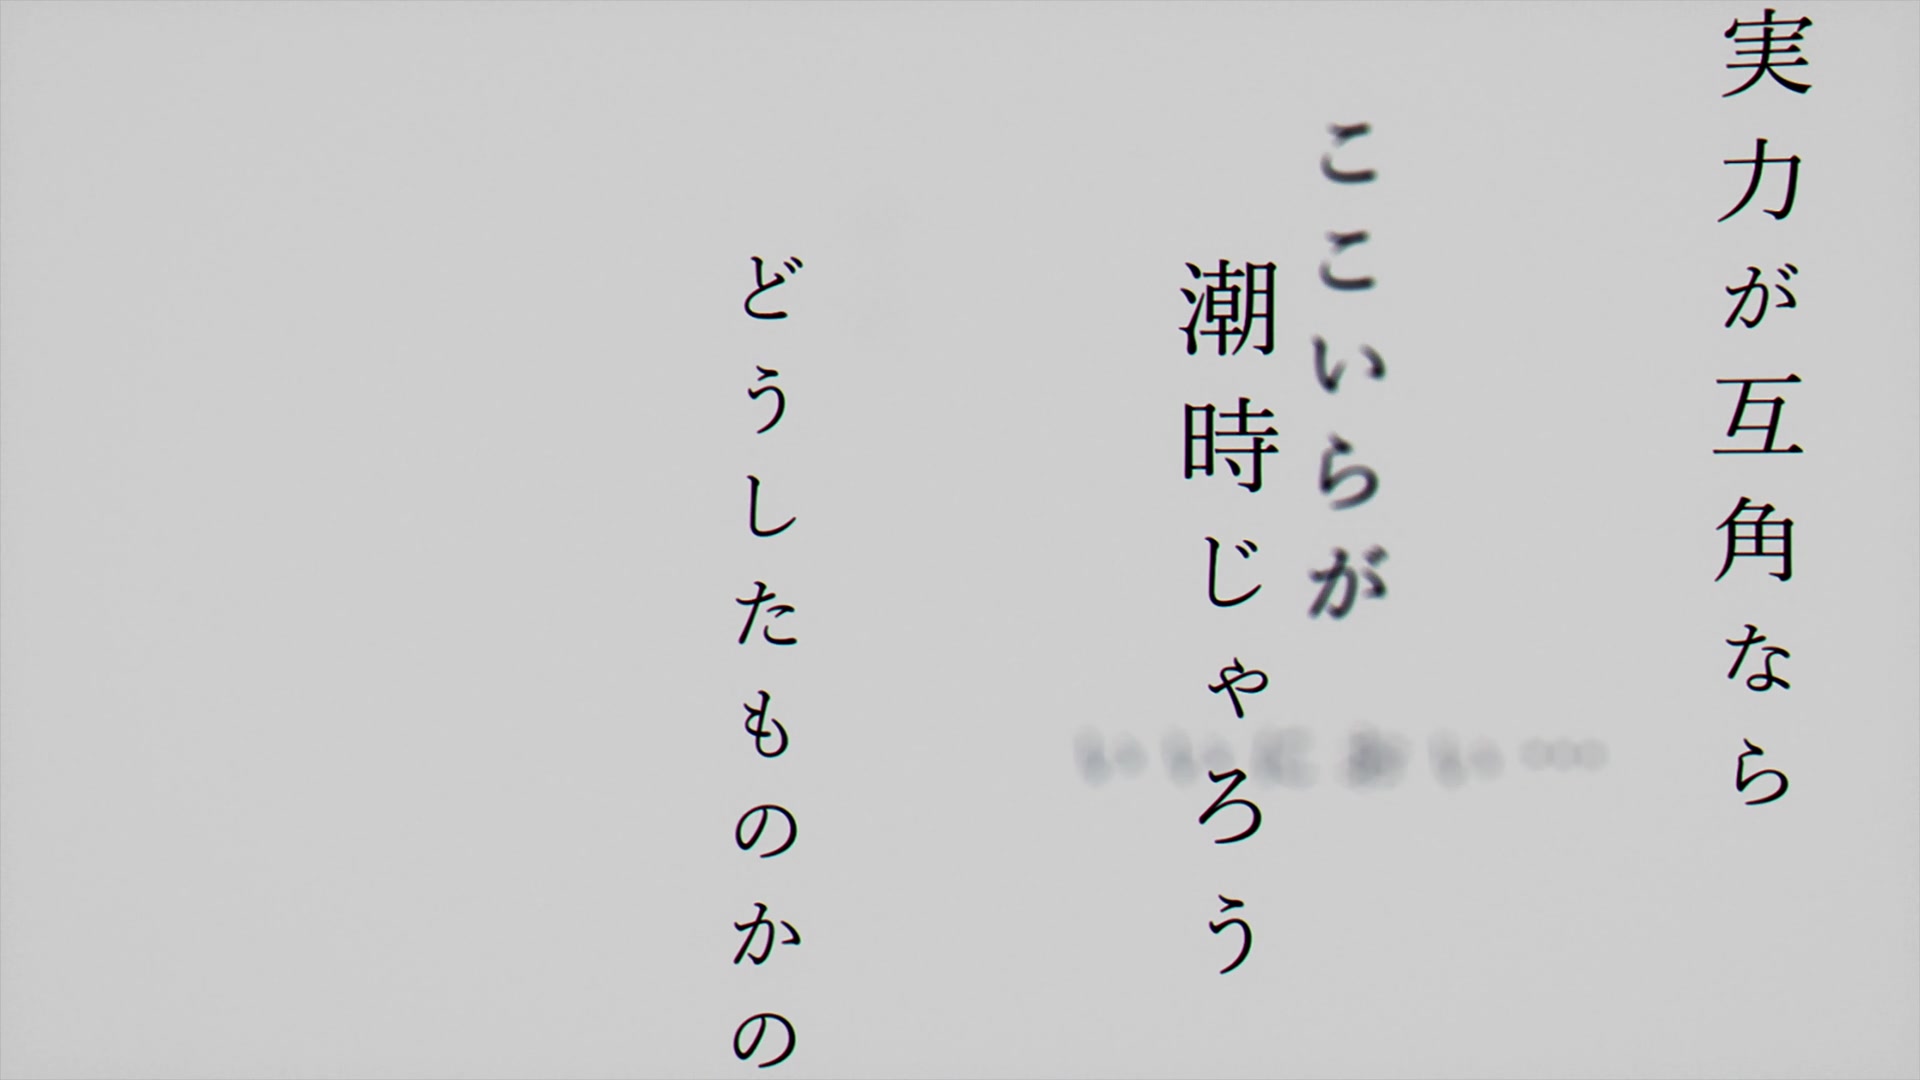 実力が互角なら
ここいらが
潮時じゃろう
どうしたものかの